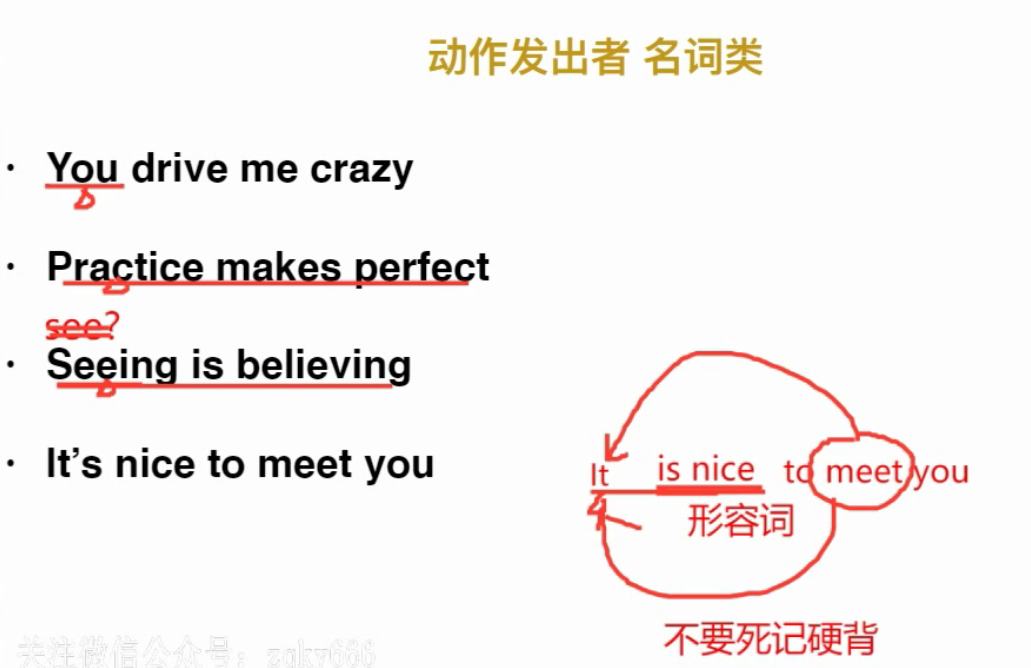 动作发出者 名词类
· You drive me crazy
· Practice makes perfect
see?
· Seeing is believing
· It’s nice to meet you
It is nice to meet you
形容词
不要死记硬背
关注微信公众号: zqky666